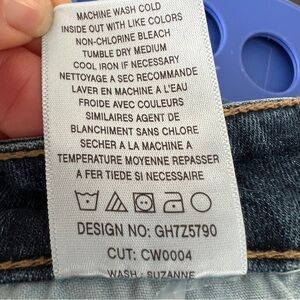 MACHINE WASH COLD
INSIDE OUT WITH LIKE COLORS
NON-CHLORINE BLEACH
TUMBLE DRY MEDIUM
COOL IRON IF NECESSARY
NETTOYAGE A SEC RECOMMANDE
LAVER EN MACHINE A L'EAU
FROIDE AVEC COULEURS
SIMILAIRES AGENT DE
BLANCHIMENT SANS CHLORE
SECHER A LA MACHINE A
TEMPERATURE MOYENNE REPASSER
A FER TIEDE SI NECESSAIRE
DESIGN NO: GH7Z5790
CUT: CW0004
WASH: SUZANNE